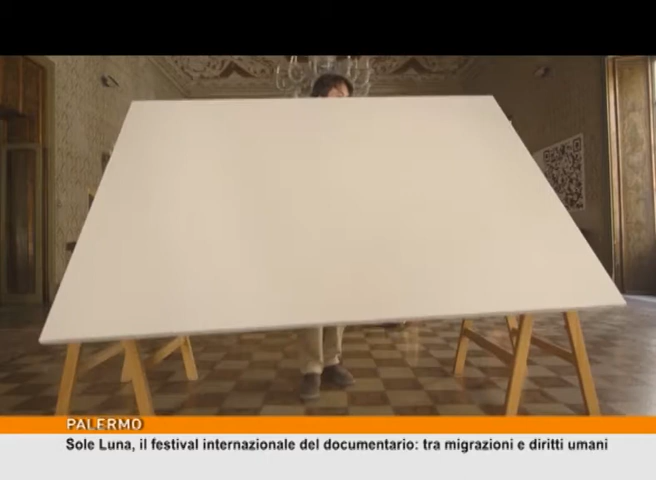 PALERMO
Sole Luna, il festival internazionale del documentario: tra migrazioni e diritti umani